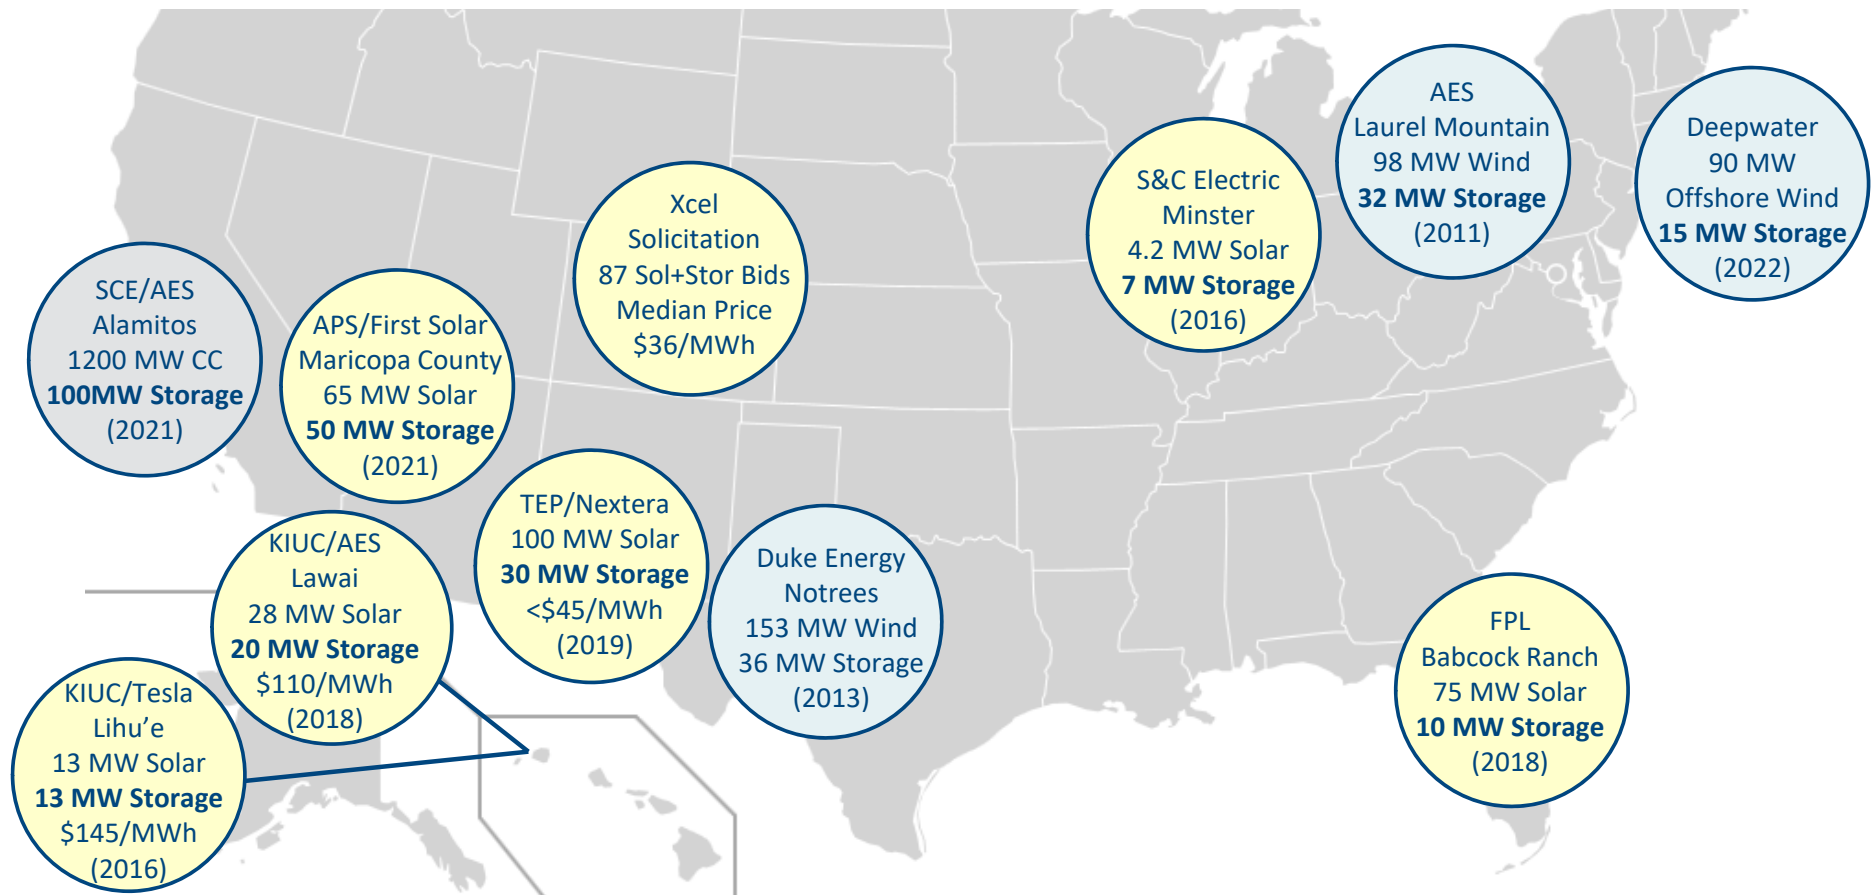 SCE/AES
Alamitos
1200 MW CC
100MW Storage
(2021)
APS/First Solar
Maricopa County
65 MW Solar
50 MW Storage
(2021)
Xcel
Solicitation
87 Sol+Stor Bids
Median Price
$36/MWh
S&C Electric
Minster
4.2 MW Solar
7 MW Storage
(2016)
AES
Laurel Mountain
98 MW Wind
32 MW Storage
(2011)
Deepwater
90 MW
Offshore Wind
15 MW Storage
(2022)
KIUC/Tesla
Lihu’e
13 MW Solar
13 MW Storage
$145/MWh
(2016)
KIUC/AES
Lawai
28 MW Solar
20 MW Storage
$110/MWh
(2018)
TEP/Nextera
100 MW Solar
30 MW Storage
<$45/MWh
(2019)
Duke Energy
Notrees
153 MW Wind
36 MW Storage
(2013)
FPL
Babcock Ranch
75 MW Solar
10 MW Storage
(2018)